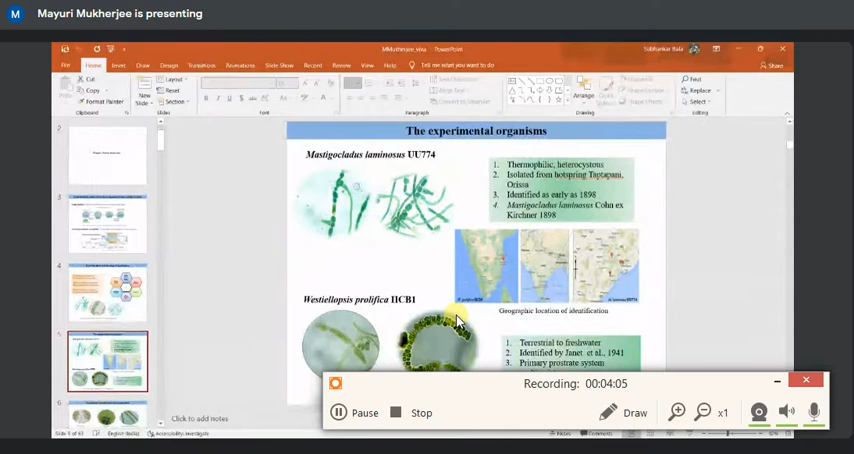 M Mayuri Mukherjee is presenting
MMuttherjee_viva - PowerPoint
Subhankar Bala
File Home Insert Draw Design Transitions Animations Slide Show Record Review View Help Tell me what you want to do
Share
Paste
Cut
Copy
Format Painter
Clipboard
New
Slide
Layout
Reset
Section
Slides
Font
Paragraph
Arrange
Drawing
Find
Replace
Select
Editing
2
3
4
5
6
The experimental organisms
Mastigocladus laminosus UU774
1. Thermophilic, heterocystous
2. Isolated from hotspring Taptapani,
Orissa
3. Identified as early as 1898
4. Mastigocladus laminosus Cohn ex
Kirchner 1898
Geographic location of identification
Westiellopsis prolifica IICB1
1. Terrestrial to freshwater
2. Identified by Janet. et al., 1941
3. Primary prostrate system
Click to add notes
Recording: 00:04:05
Pause Stop Draw x1
English (India) Accessibility: Investigate
Notes Comments